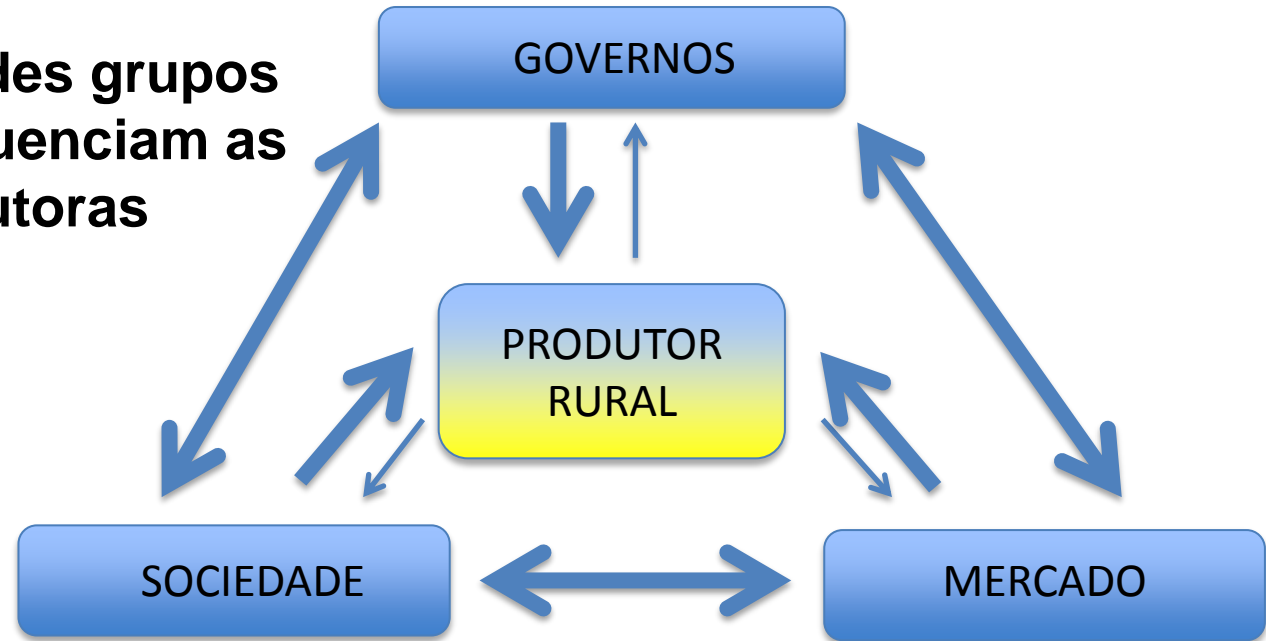 des grupos
uenciam as
utoras
GOVERNOS
PRODUTOR
RURAL
SOCIEDADE
MERCADO